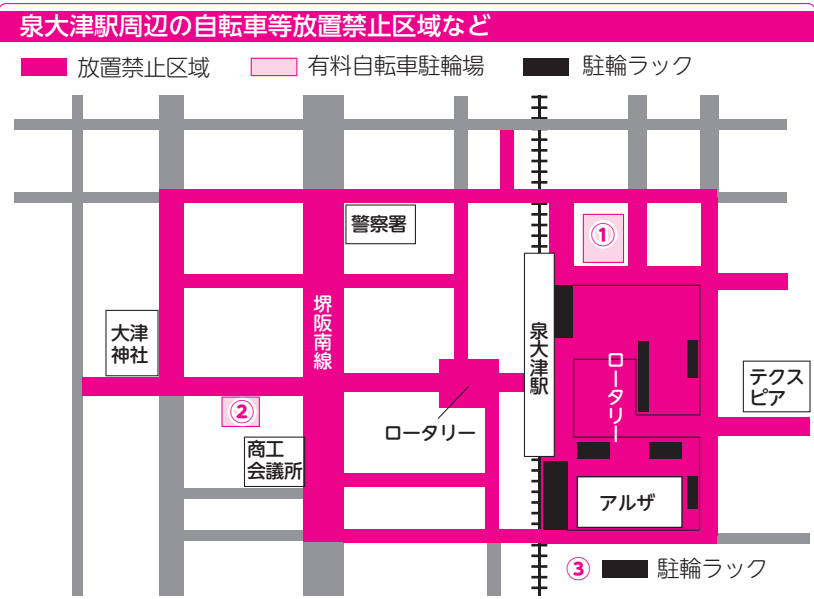 泉大津駅周辺の自転車等放置禁止区域など
放置禁止区域
有料自転車駐輪場
駐輪ラック
警察署
①
堺阪南線
泉大津駅
大津
神社
ロータリー
テクス
ピア
②
ロータリー
商工
会議所
アルザ
③
駐輪ラック